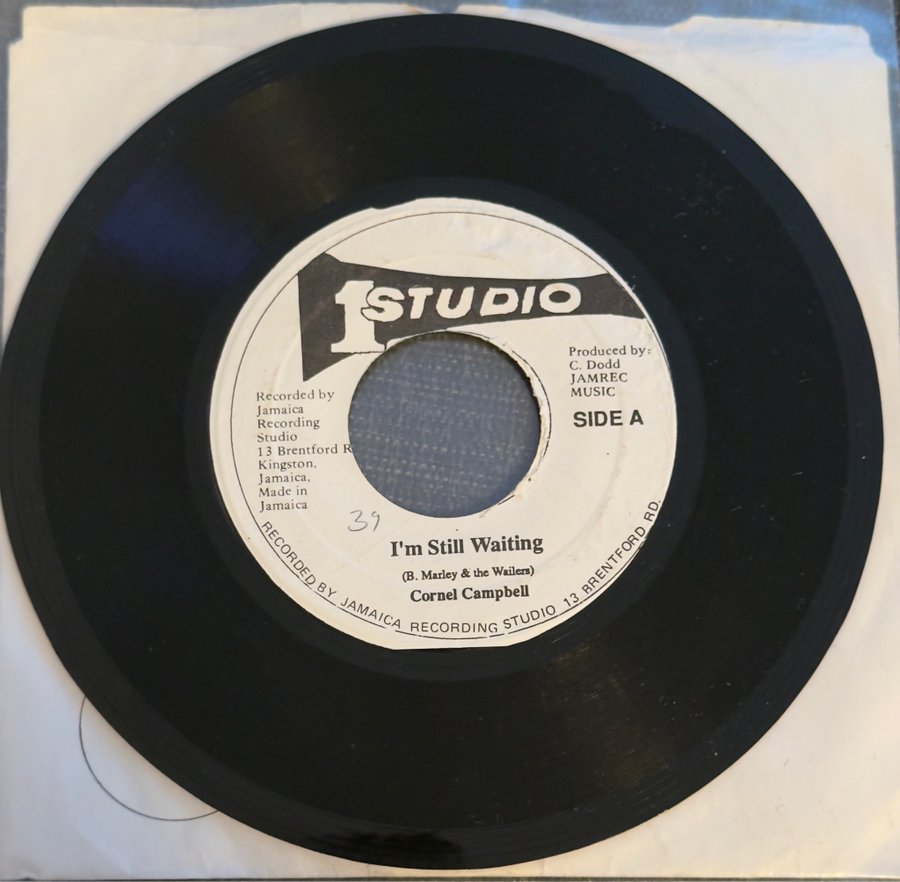 1 STUDIO
Produced by:
C. Dodd
JAMREC
MUSIC
SIDE A
Recorded by
Jamaica
Recording
Studio
13 Brentford R
Kingston,
Jamaica,
Made in
Jamaica
39
I'm Still Waiting
(B. Marley & the Wailers)
Cornel Campbell
RECORDED BY JAMAICA RECORDING STUDIO 13 BRENTFORD RD.